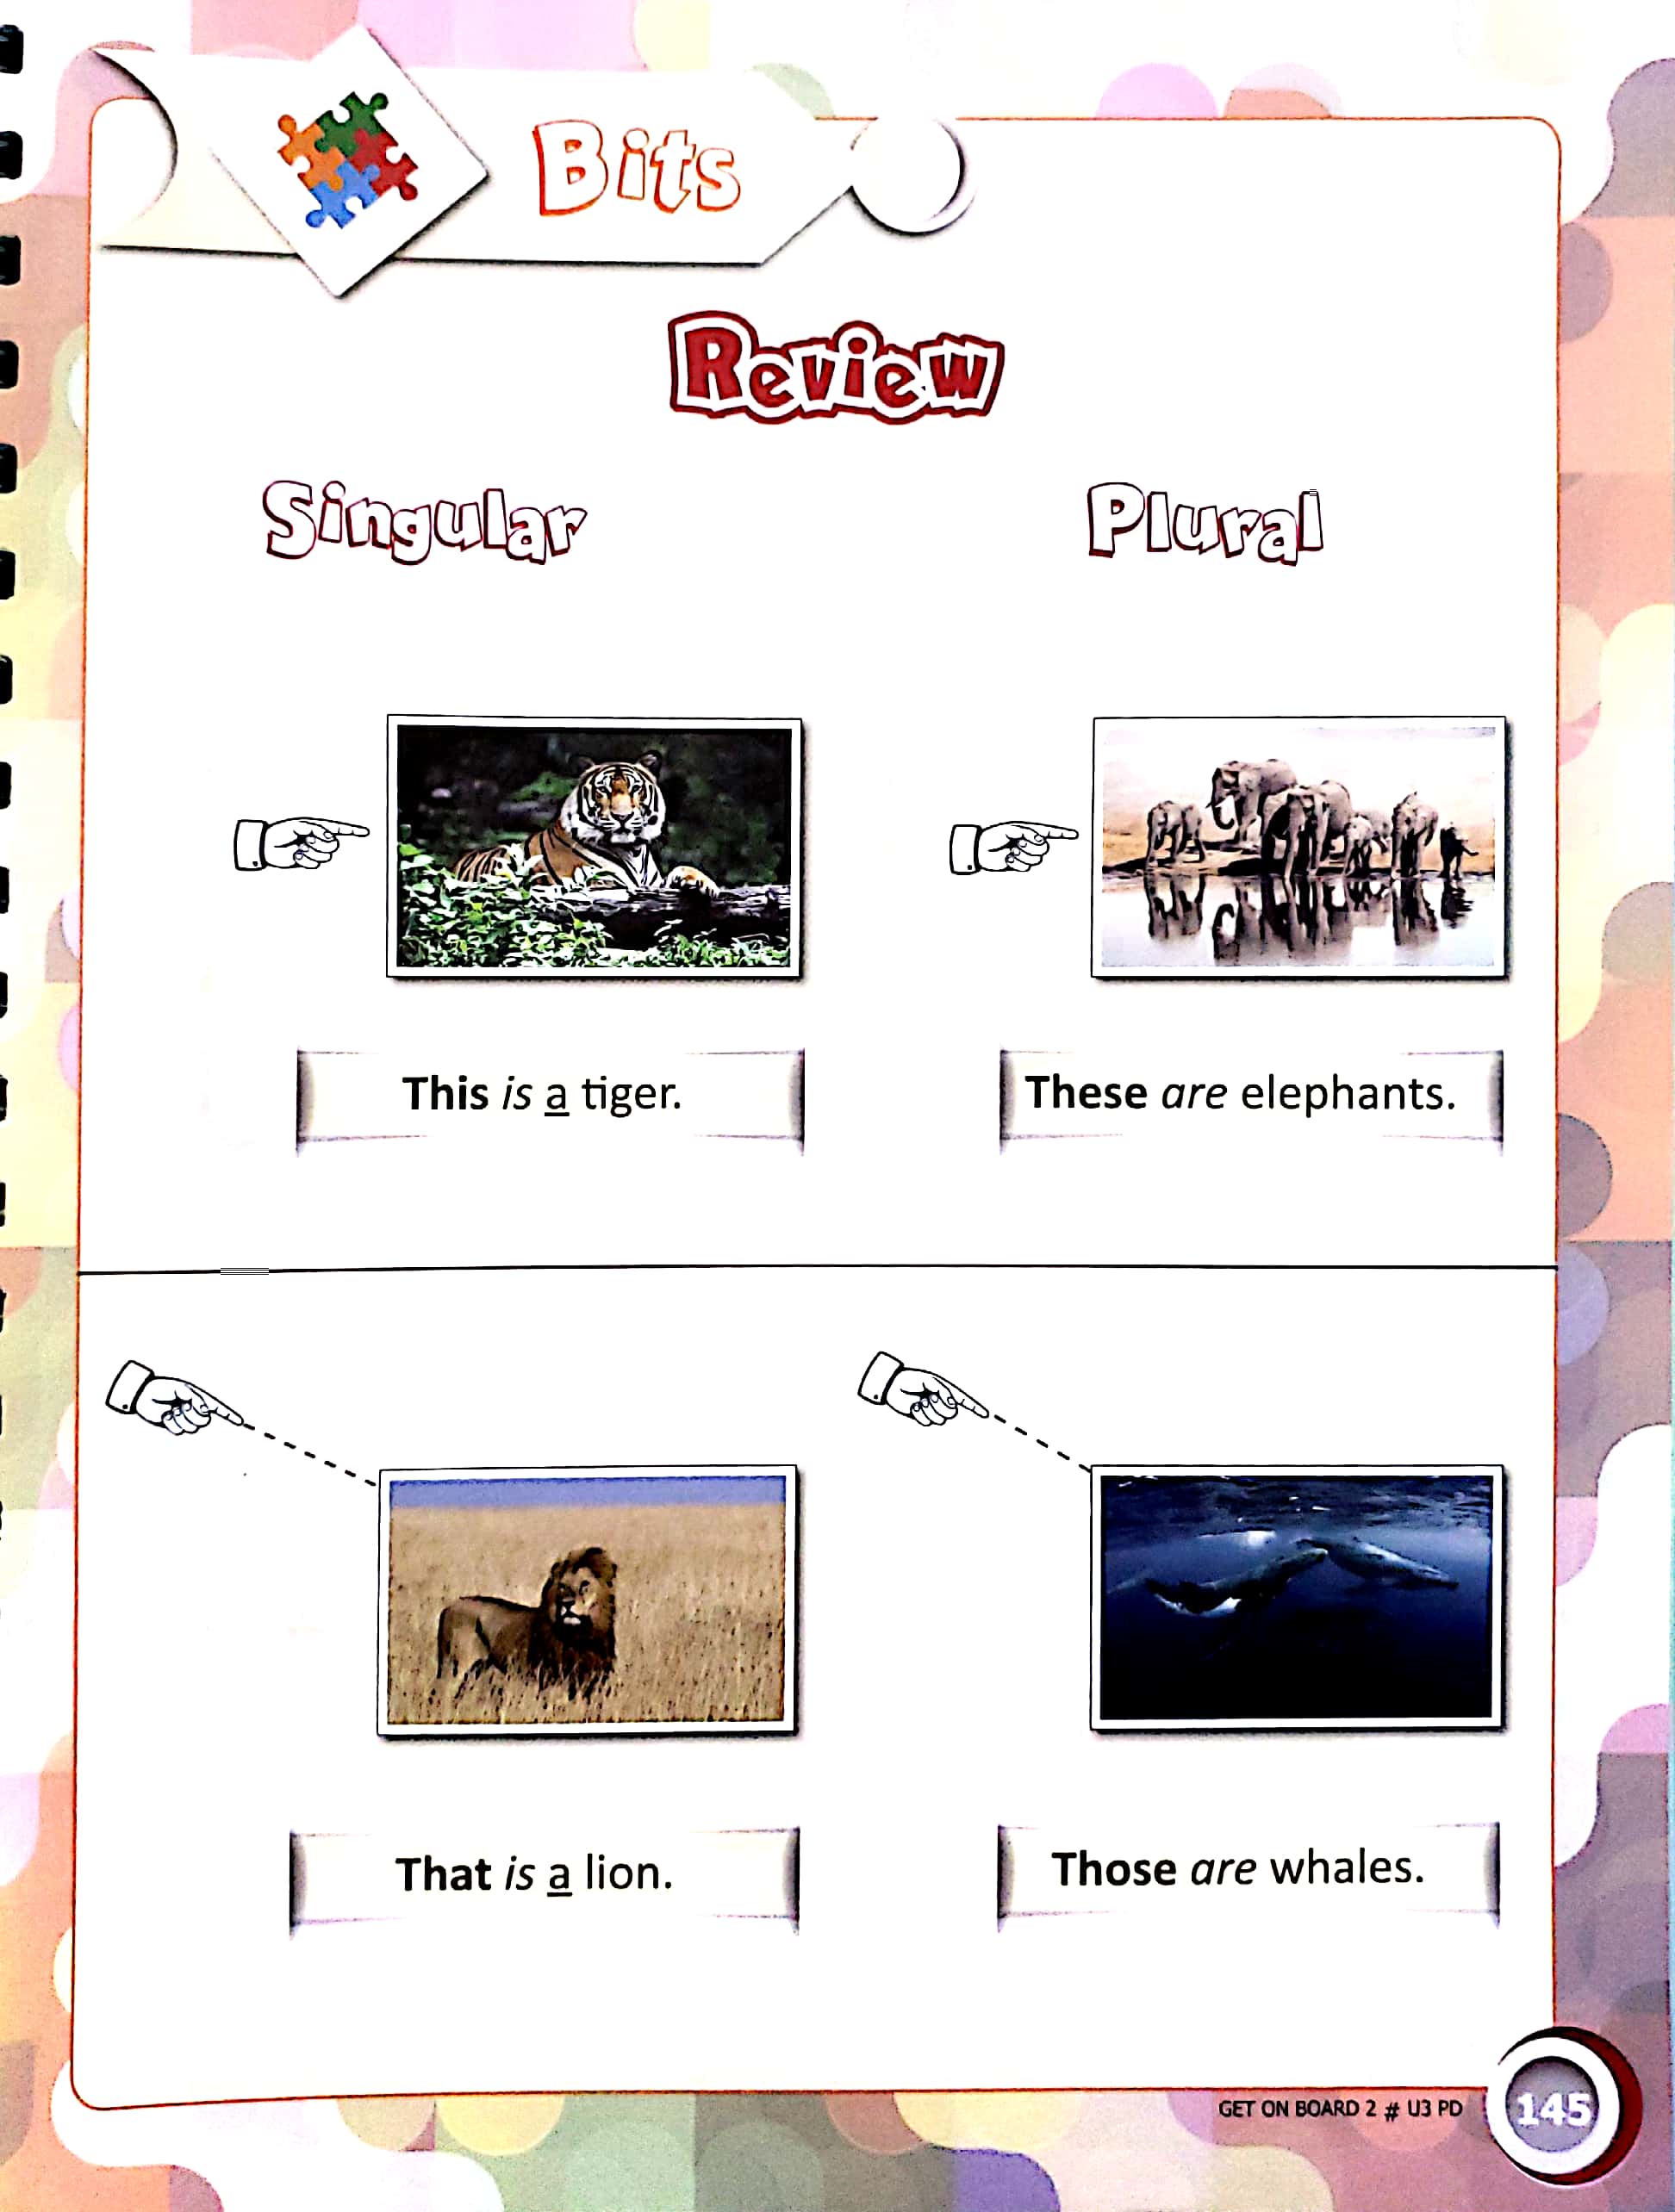 Bits
Review
Singular
Plural
This is a tiger.
These are elephants.
That is a lion.
Those are whales.
GET ON BOARD 2 # U3 PD
145